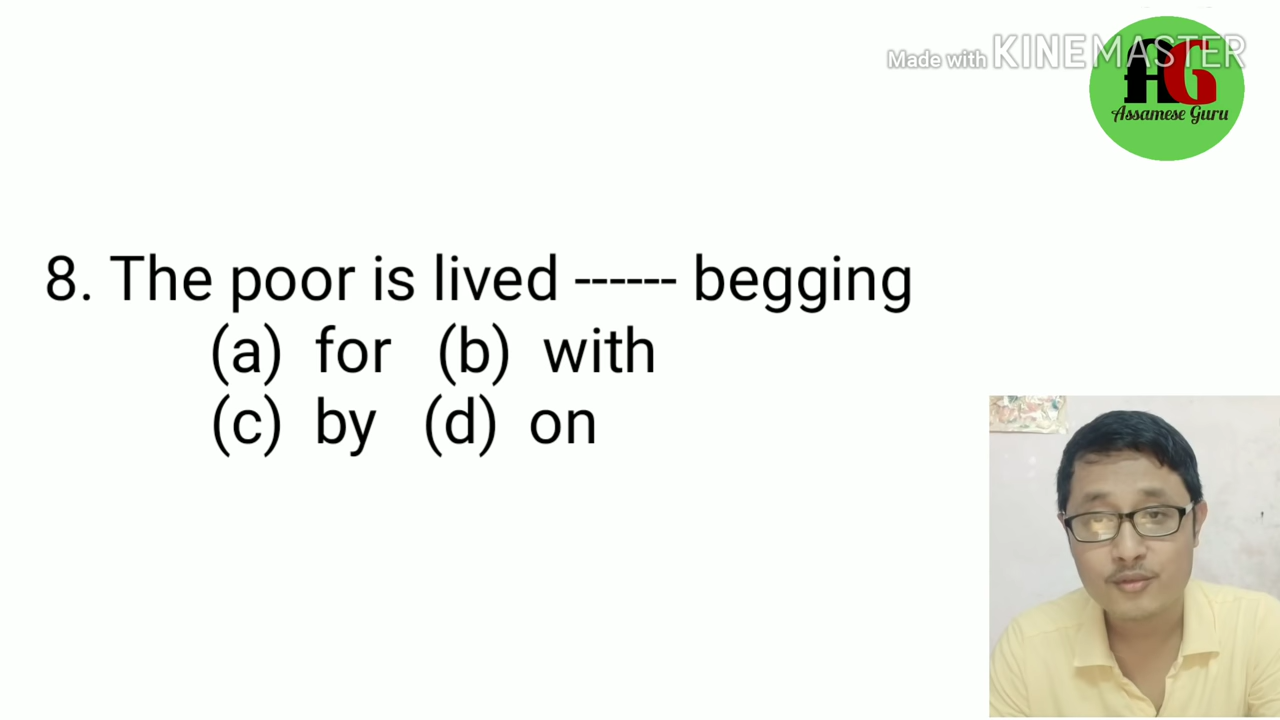 Made with KINEMASTER
AG
Assamese Guru
8. The poor is lived ------ begging
(a) for (b) with
(c) by (d) on